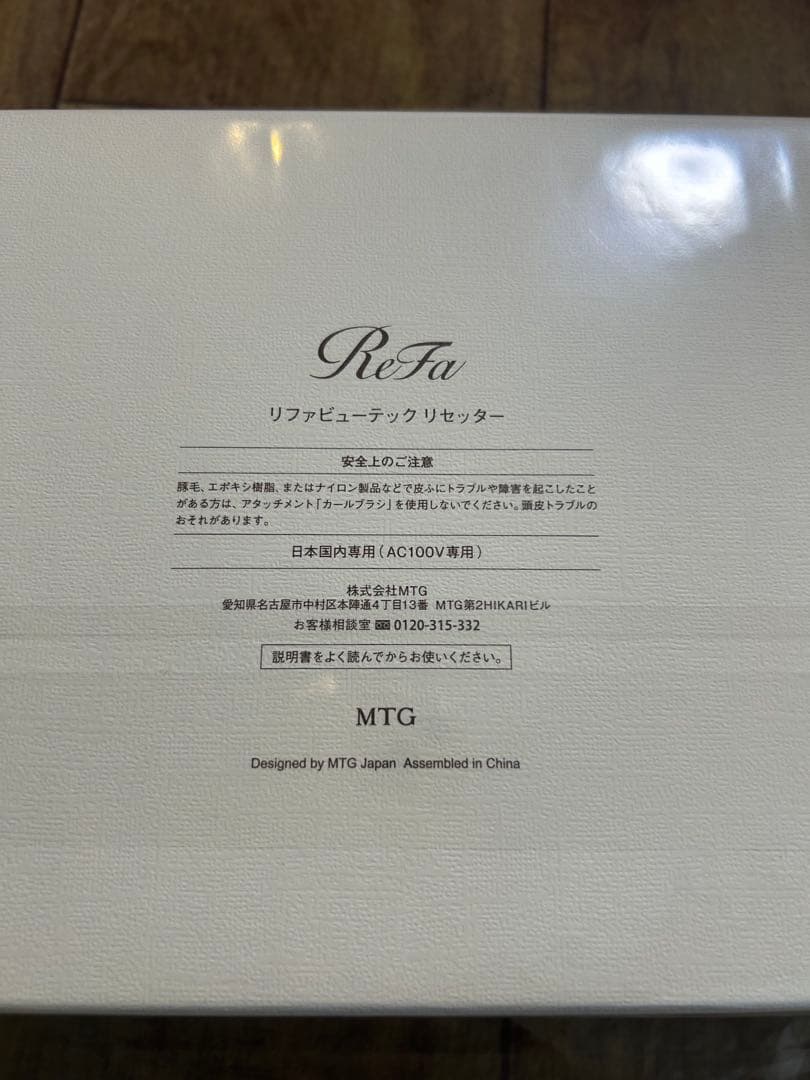 ReFa
リファビューテック リセッター
安全上のご注意
豚毛、エポキシ樹脂、またはナイロン製品などで皮ふにトラブルや障害を起こしたこと
がある方は、アタッチメント「カールブラシ」を使用しないでください。頭皮トラブルの
おそれがあります。
日本国内専用（AC100V専用）
株式会社MTG
愛知県名古屋市中村区本陣通4丁目13番 MTG第2HIKARIビル
お客様相談室 0120-315-332
説明書をよく読んでからお使いください。
MTG
Designed by MTG Japan Assembled in China